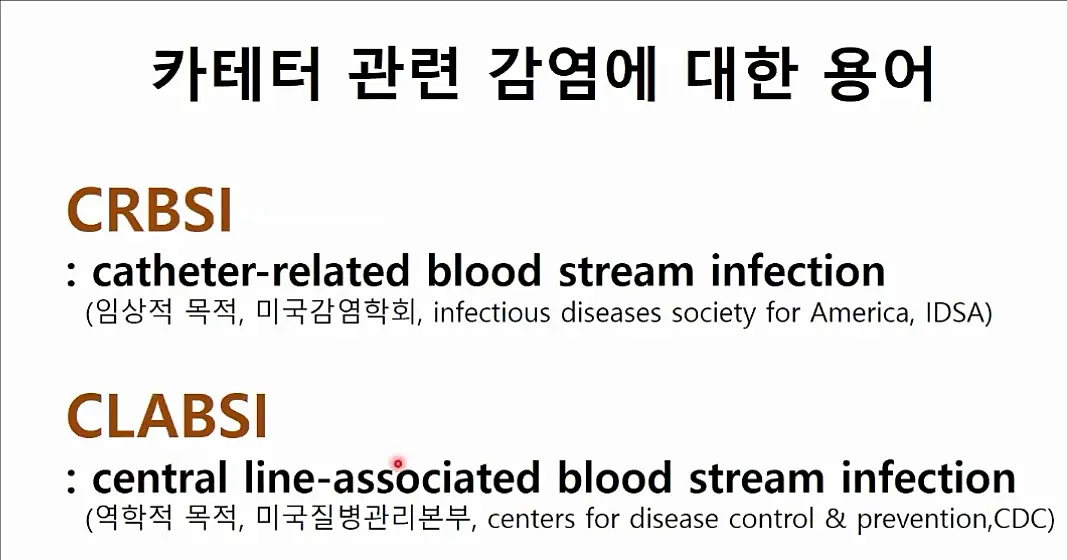 카테터 관련 감염에 대한 용어
CRBSI
: catheter-related blood stream infection
(임상적 목적, 미국감염학회, infectious diseases society for America, IDSA)
CLABSI
: central line-associated blood stream infection
(역학적 목적, 미국질병관리본부, centers for disease control & prevention,CDC)